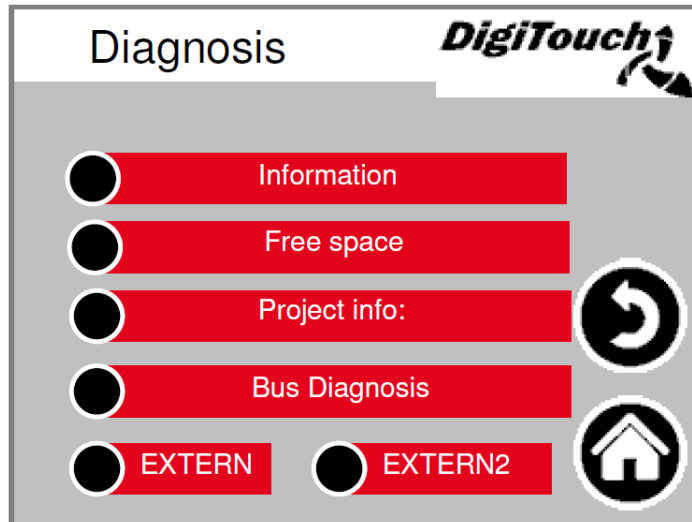 Diagnosis
DigiTouch
Information
Free space
Project info:
Bus Diagnosis
EXTERN
EXTERN2